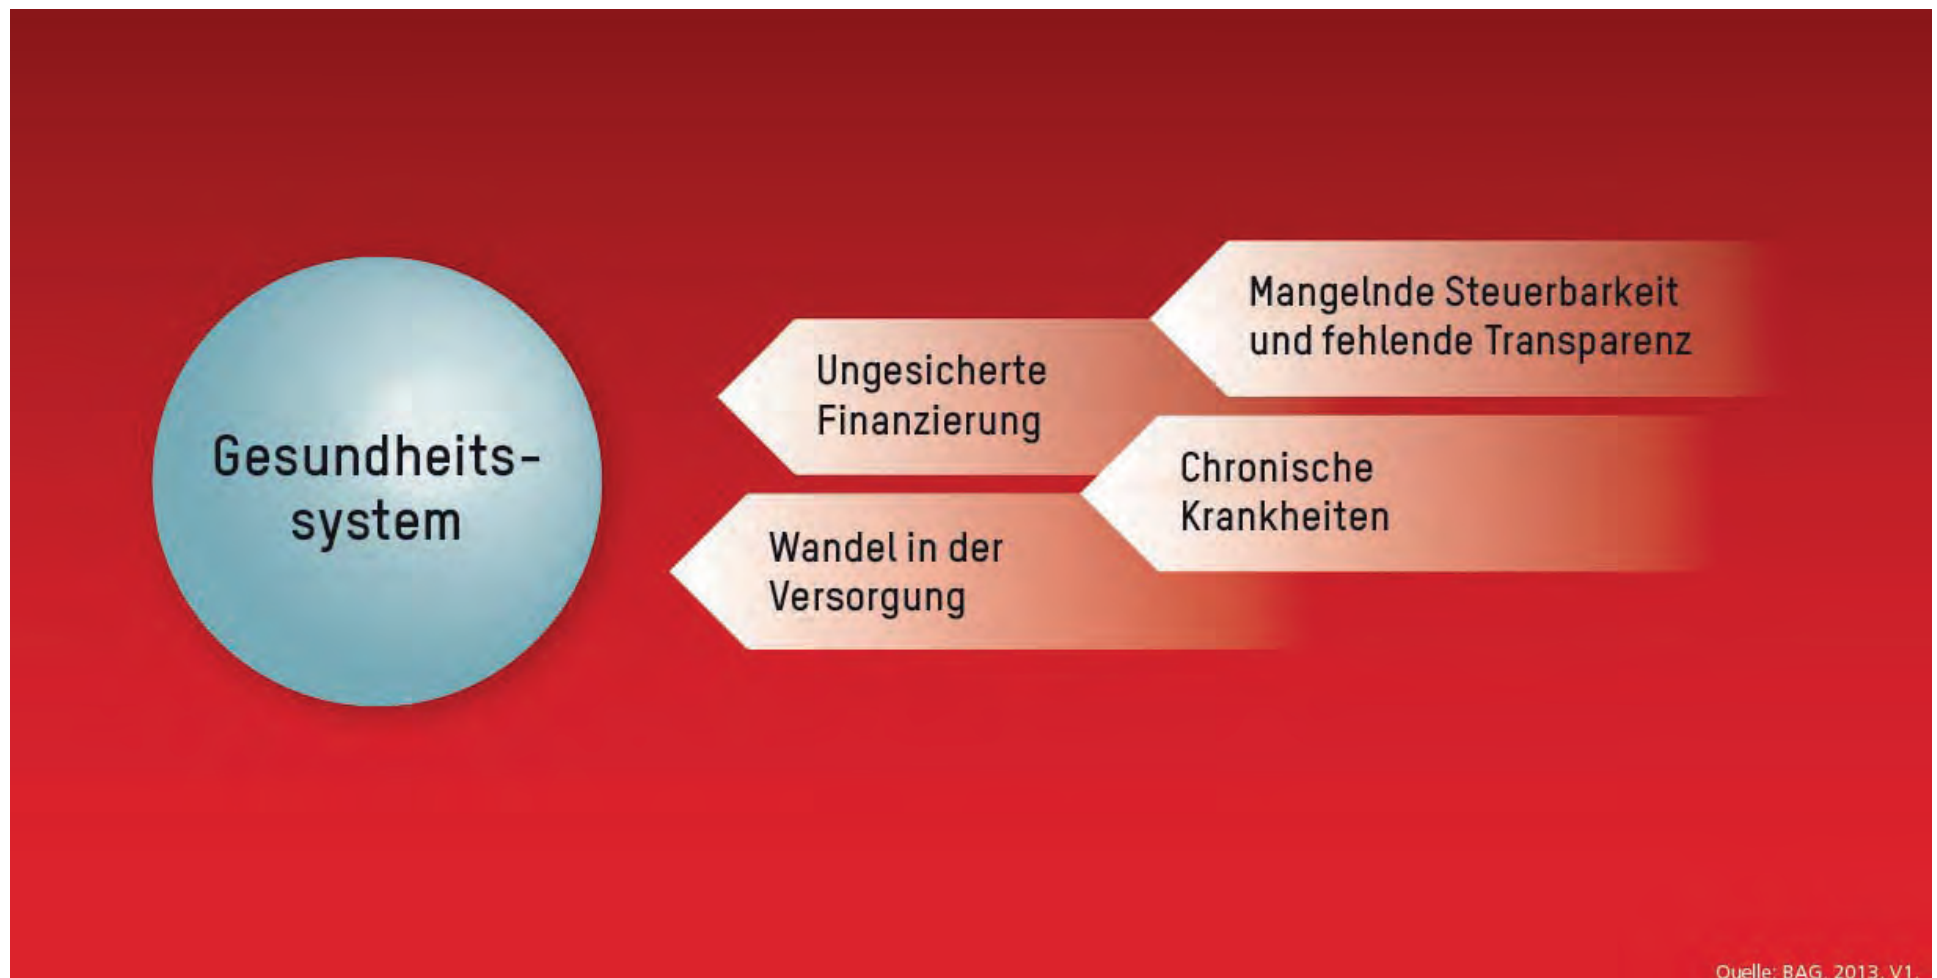 Gesundheits-
system
Ungesicherte
Finanzierung
Mangelnde Steuerbarkeit
und fehlende Transparenz
Wandel in der
Versorgung
Chronische
Krankheiten
Quelle: BAG, 2013, V1.